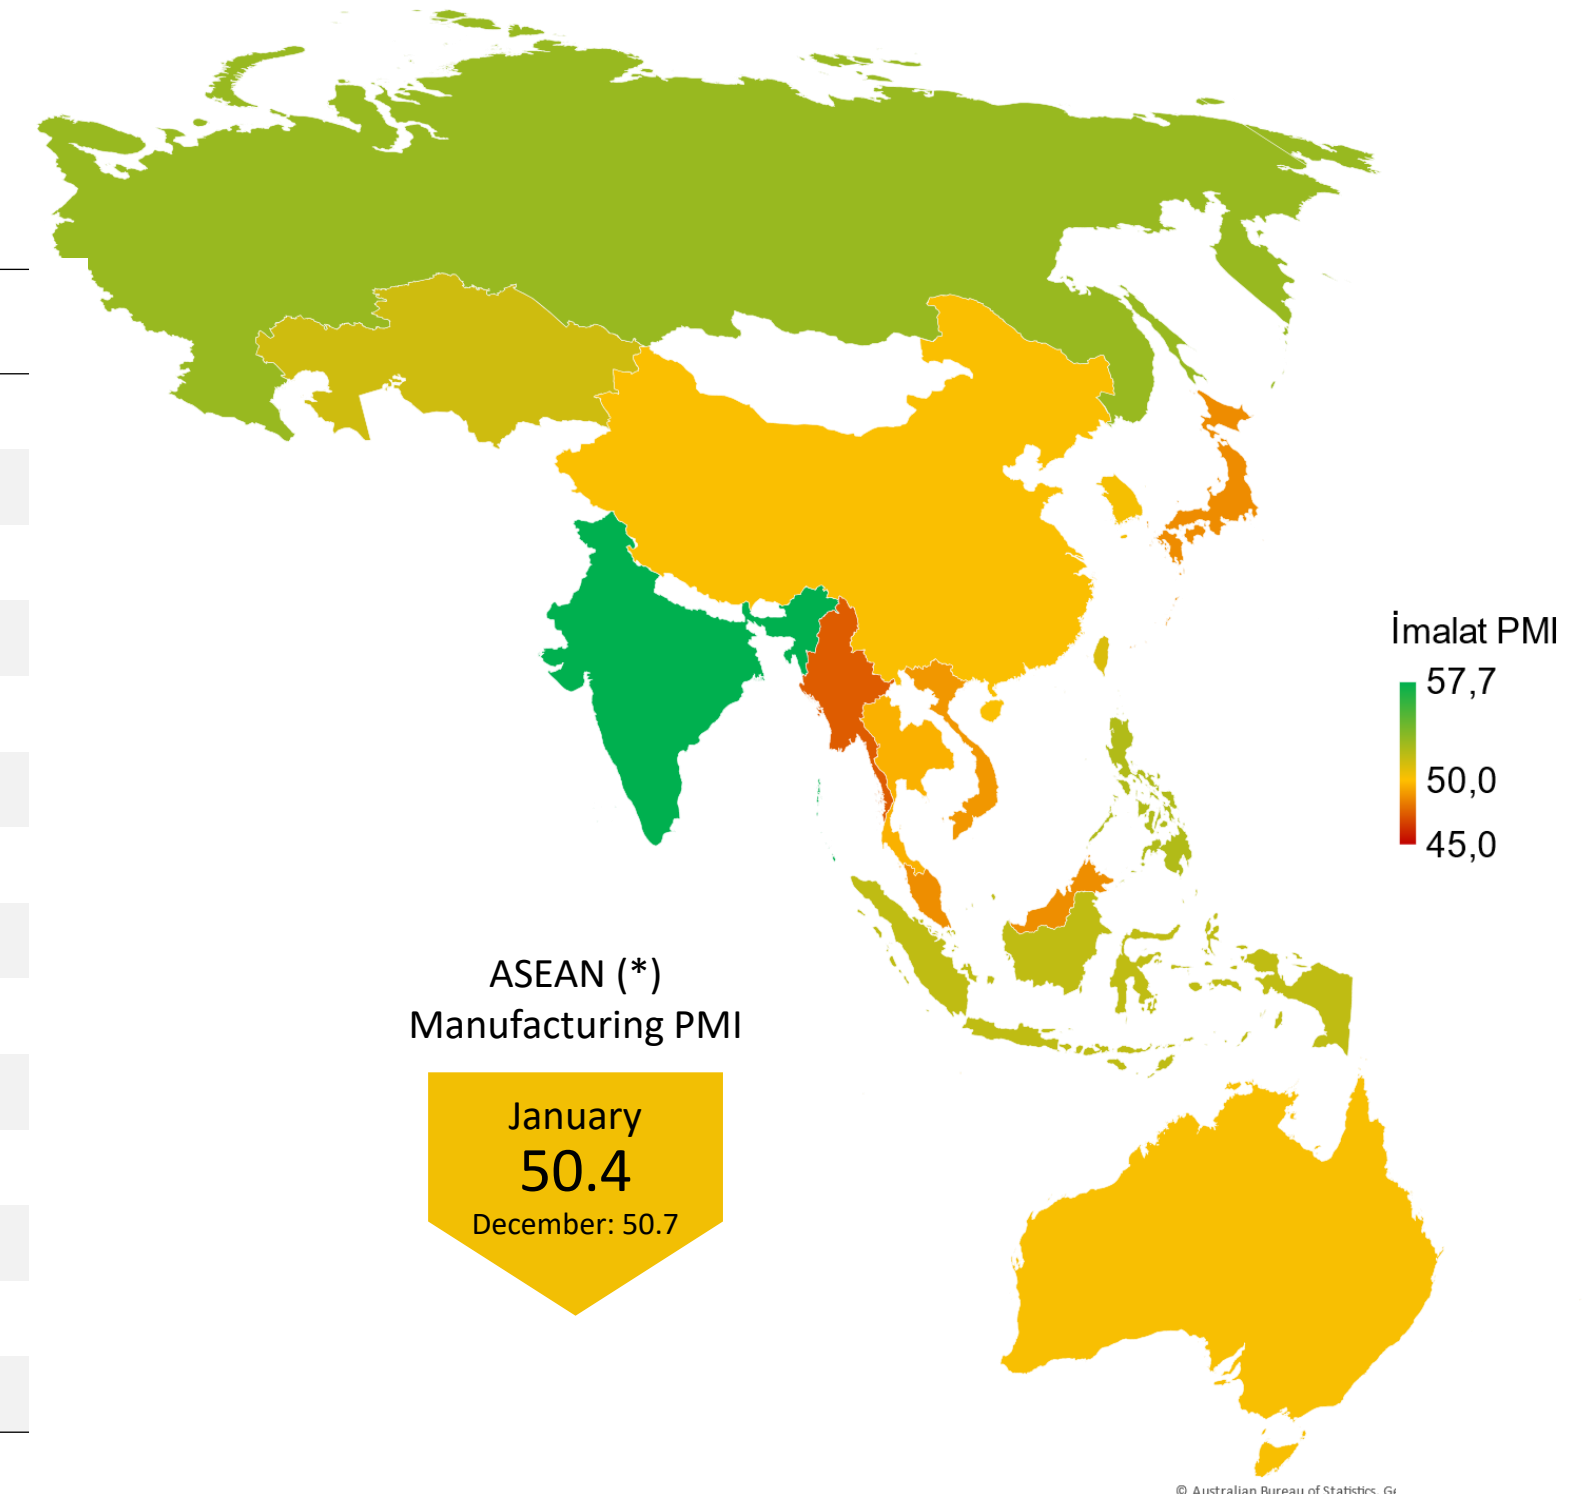 İmalat PMI
57,7
50,0
45,0
ASEAN (*)
Manufacturing PMI
January
50.4
December: 50.7
© Australian Bureau of Statistics, Ge